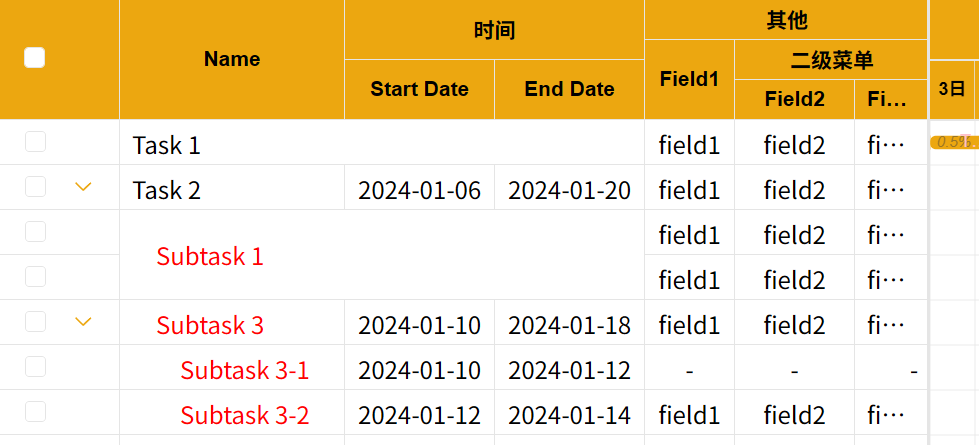 Name 时间 其他
Start Date End Date Field1 二级菜单
Field2 Fi... 3日
Task 1 field1 field2 fi··· 0.5%
Task 2 2024-01-06 2024-01-20 field1 field2 fi···
Subtask 1 field1 field2 fi···
field1 field2 fi···
Subtask 3 2024-01-10 2024-01-18 field1 field2 fi···
Subtask 3-1 2024-01-10 2024-01-12 - - -
Subtask 3-2 2024-01-12 2024-01-14 field1 field2 fi···